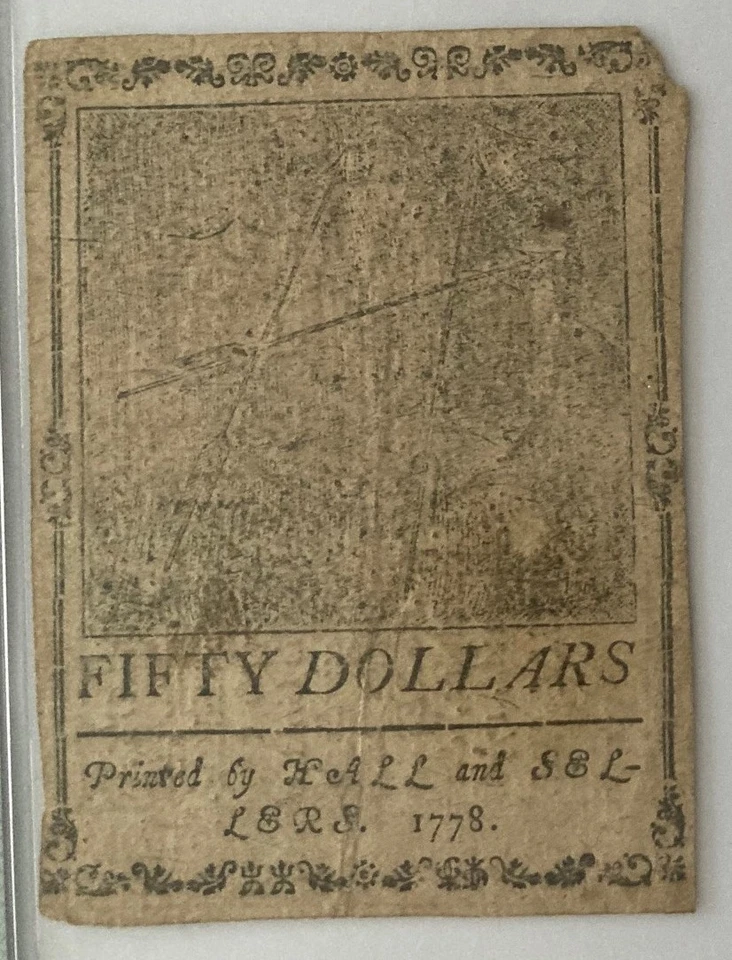 FIFTY DOLLARS
Printed by HALL and SEL-
LERS. 1778.